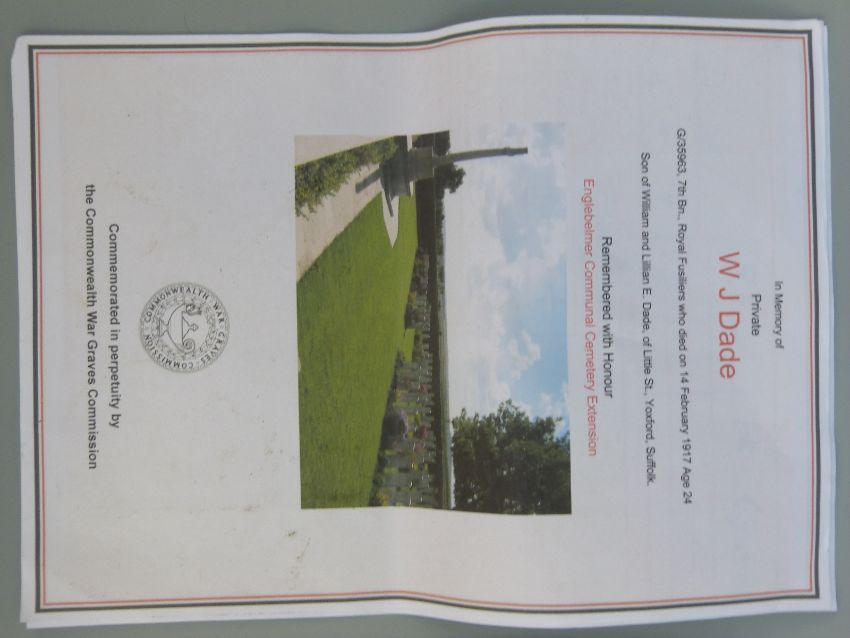 In Memory of
Private
W J Dade
G/35963, 7th Bn., Royal Fusiliers who died on 14 February 1917 Age 24
Son of William and Lillian E. Dade, of Little St., Yoxford, Suffolk.
Remembered with Honour
Englebelmer Communal Cemetery Extension
COMMONWEALTH · WAR GRAVES · COMMISSION
Commemorated in perpetuity by
the Commonwealth War Graves Commission